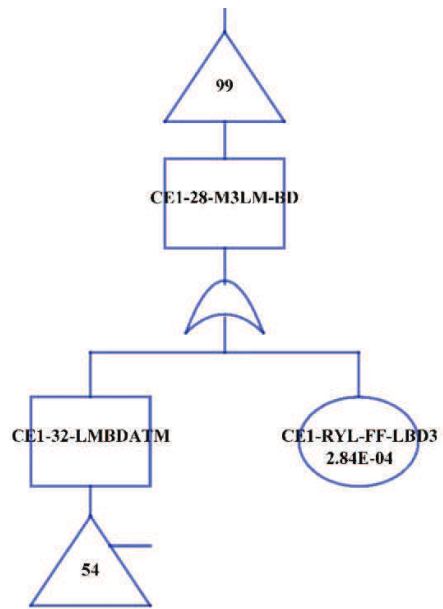 99
CE1-28-M3LM-BD
CE1-32-LMBDATM
CE1-RYL-FF-LBD3
2.84E-04
54